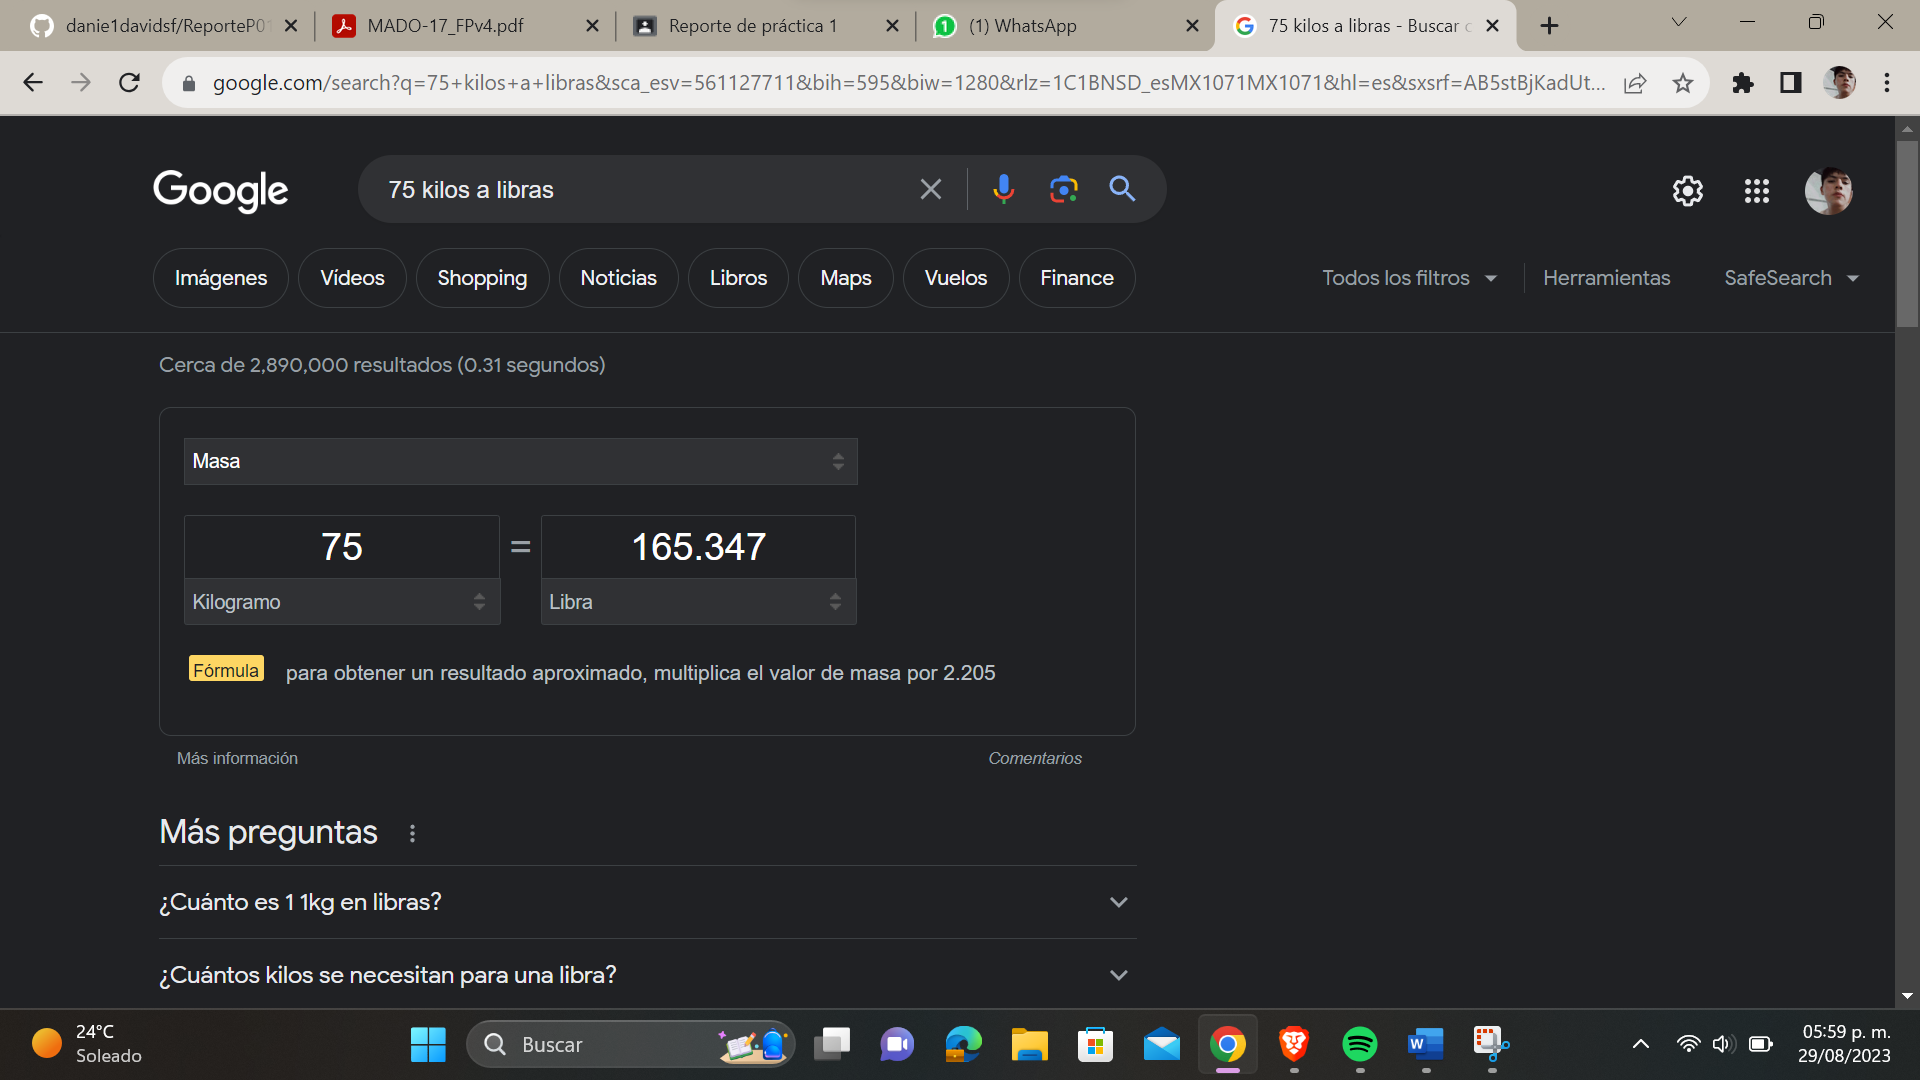 danie1davidsf/ReporteP01
MADO-17_FPv4.pdf
Reporte de práctica 1
(1) WhatsApp
75 kilos a libras - Buscar c
google.com/search?q=75+kilos+a+libras&sca_esv=561127711&bih=595&biw=1280&rlz=1C1BNSD_esMX1071MX1071&hl=es&sxsrf=AB5stBjKadUt...
Google
75 kilos a libras
Imágenes
Vídeos
Shopping
Noticias
Libros
Maps
Vuelos
Finance
Todos los filtros
Herramientas
SafeSearch
Cerca de 2,890,000 resultados (0.31 segundos)
Masa
75
=
165.347
Kilogramo
Libra
Fórmula para obtener un resultado aproximado, multiplica el valor de masa por 2.205
Más información
Comentarios
Más preguntas
¿Cuánto es 1 1kg en libras?
¿Cuántos kilos se necesitan para una libra?
24°C
Soleado
Buscar
05:59 p. m.
29/08/2023